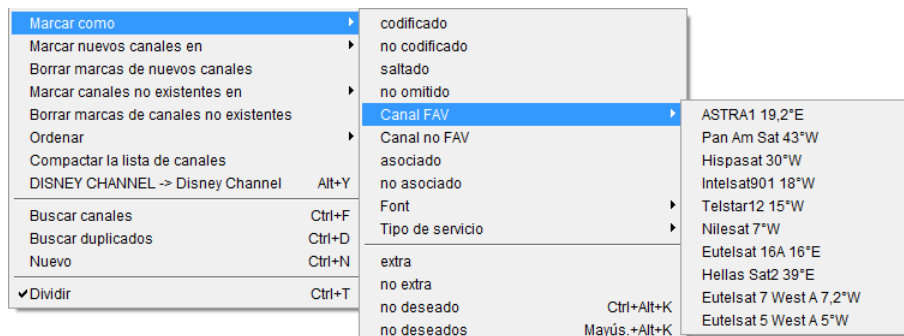 Marcar como
Marcar nuevos canales en
Borrar marcas de nuevos canales
Marcar canales no existentes en
Borrar marcas de canales no existentes
Ordenar
Compactar la lista de canales
DISNEY CHANNEL -> Disney Channel Alt+Y
Buscar canales Ctrl+F
Buscar duplicados Ctrl+D
Nuevo Ctrl+N
Dividir Ctrl+T
codificado
no codificado
saltado
no omitido
Canal FAV
Canal no FAV
asociado
no asociado
Font
Tipo de servicio
extra
no extra
no deseado Ctrl+Alt+K
no deseados Mayús.+Alt+K
ASTRA1 19,2°E
Pan Am Sat 43°W
Hispasat 30°W
Intelsat901 18°W
Telstar12 15°W
Nilesat 7°W
Eutelsat 16A 16°E
Hellas Sat2 39°E
Eutelsat 7 West A 7,2°W
Eutelsat 5 West A 5°W